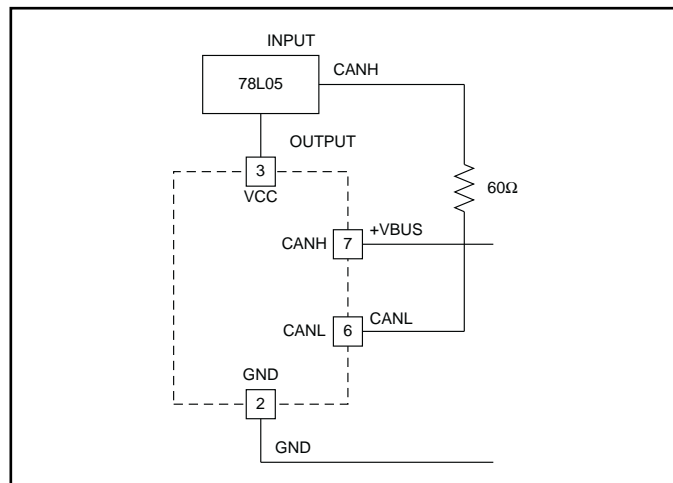 INPUT
78L05
CANH
OUTPUT
3
VCC
60Ω
CANH
7
+VBUS
CANL
6
CANL
GND
2
GND